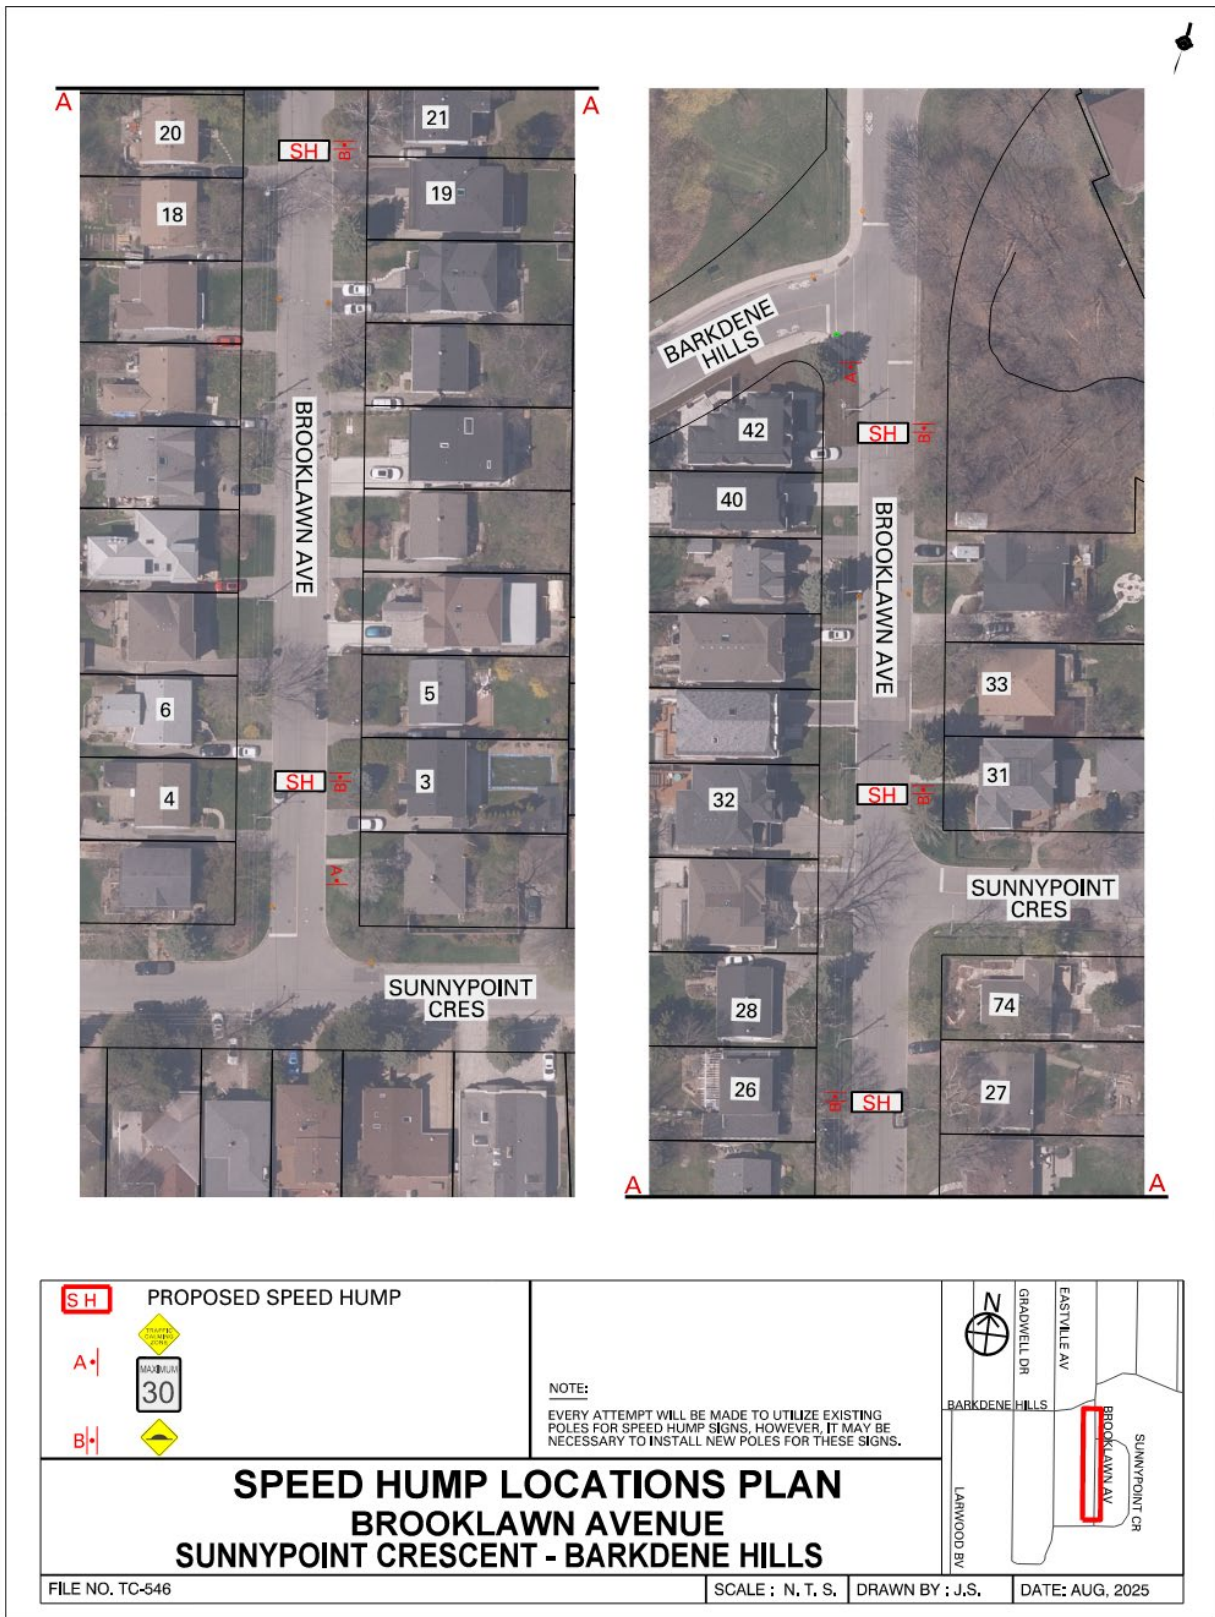 A
A
20
21
SH
B
19
18
BROOKLAWN AVE
6
5
SH
B
3
4
A
SUNNYPOINT
CRES
BARKDENE
HILLS
A
42
SH
B
40
BROOKLAWN AVE
33
31
SH
B
32
SUNNYPOINT
CRES
28
74
26
27
B
SH
A
A
SH
PROPOSED SPEED HUMP
TRAFFIC
CALMING
ZONE
A
MAXIMUM
30
B
NOTE:
EVERY ATTEMPT WILL BE MADE TO UTILIZE EXISTING
POLES FOR SPEED HUMP SIGNS, HOWEVER, IT MAY BE
NECESSARY TO INSTALL NEW POLES FOR THESE SIGNS.
N
GRADWELL DR
EASTVILLE AV
BARKDENE HILLS
BROOKLAWN AV
SUNNYPOINT CR
LARWOOD BV
SPEED HUMP LOCATIONS PLAN
BROOKLAWN AVENUE
SUNNYPOINT CRESCENT - BARKDENE HILLS
FILE NO. TC-546
SCALE : N. T. S.
DRAWN BY : J.S.
DATE: AUG, 2025